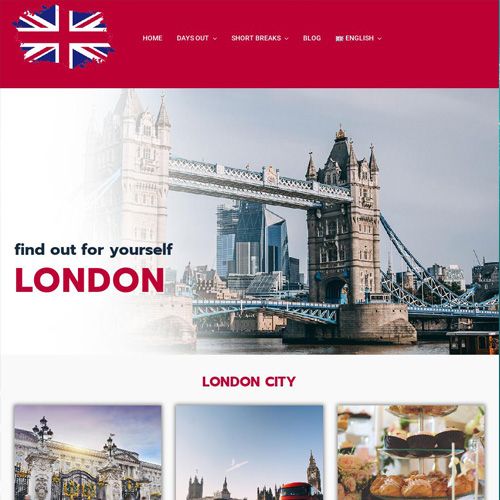 HOME DAYS OUT SHORT BREAKS BLOG ENGLISH
find out for yourself
LONDON
LONDON CITY